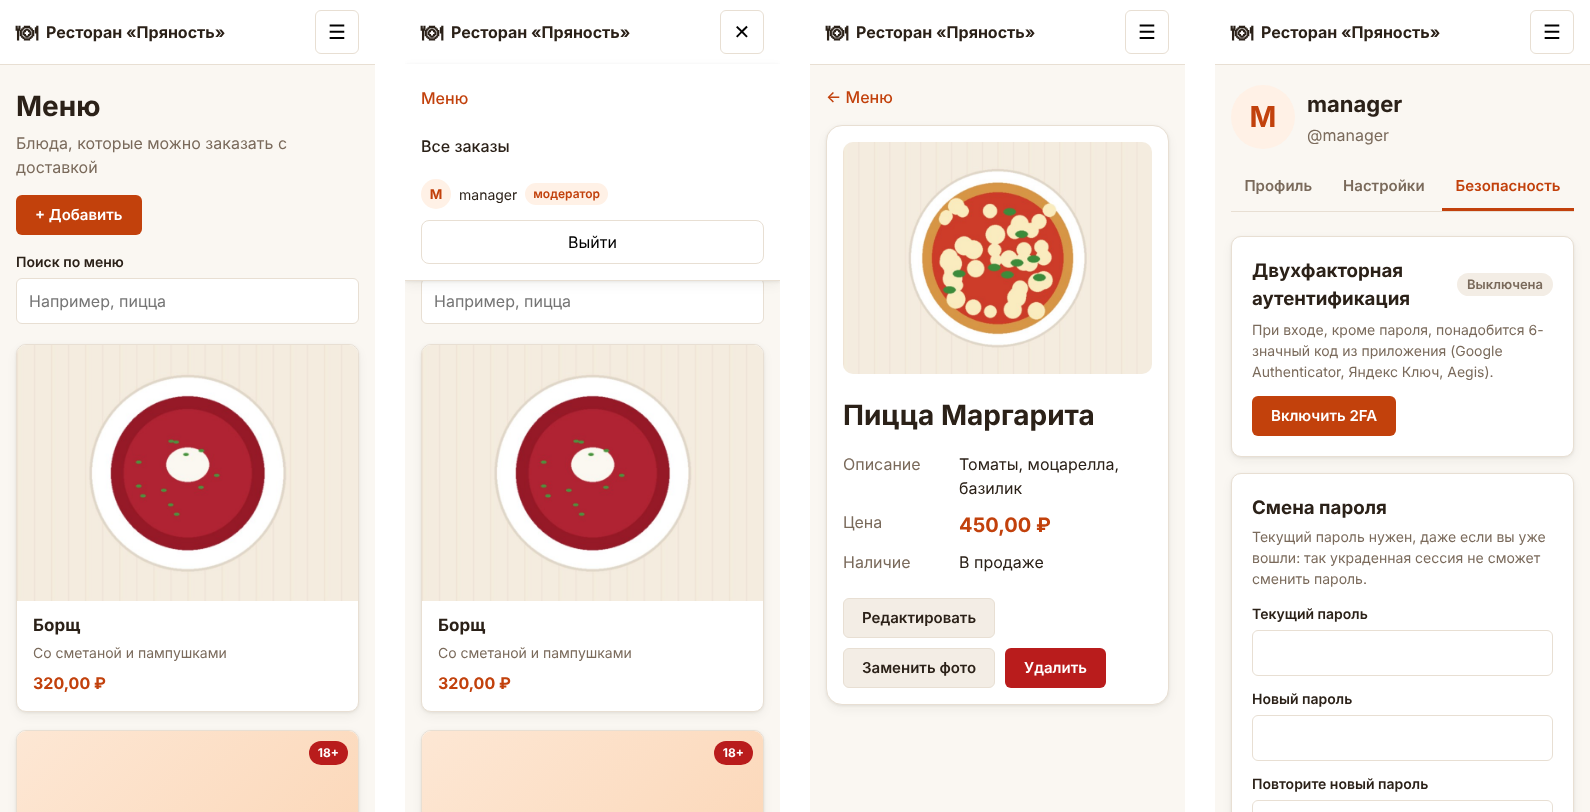 Ресторан «Пряность»
☰
Меню
Блюда, которые можно заказать с
доставкой
+ Добавить
Поиск по меню
Например, пицца
Борщ
Со сметаной и пампушками
320,00 ₽
18+
Ресторан «Пряность»
✕
Меню
Все заказы
M manager модератор
Выйти
Например, пицца
Борщ
Со сметаной и пампушками
320,00 ₽
18+
Ресторан «Пряность»
☰
← Меню
Пицца Маргарита
Описание Томаты, моцарелла,
базилик
Цена 450,00 ₽
Наличие В продаже
Редактировать
Заменить фото Удалить
Ресторан «Пряность»
☰
M manager
@manager
Профиль Настройки Безопасность
Двухфакторная
аутентификация
Выключена
При входе, кроме пароля, понадобится 6-
значный код из приложения (Google
Authenticator, Яндекс Ключ, Aegis).
Включить 2FA
Смена пароля
Текущий пароль нужен, даже если вы уже
вошли: так украденная сессия не сможет
сменить пароль.
Текущий пароль
Новый пароль
Повторите новый пароль